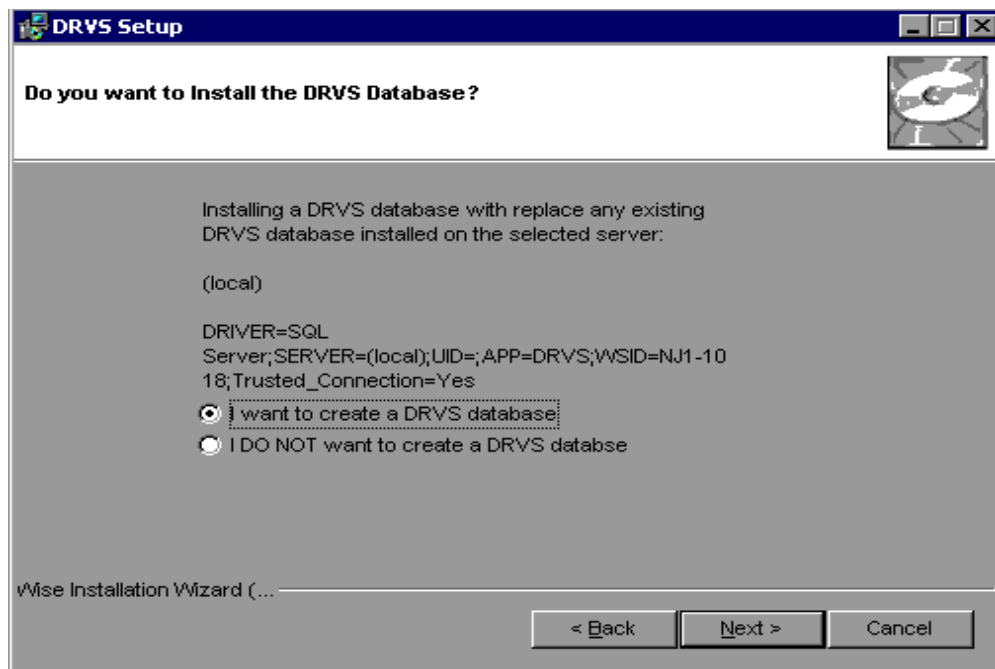 DRVS Setup
Do you want to Install the DRVS Database?
Installing a DRVS database with replace any existing
DRVS database installed on the selected server:
(local)
DRIVER=SQL
Server;SERVER=(local);UID=;APP=DRVS;WSID=NJ1-10
18;Trusted_Connection=Yes
I want to create a DRVS database
I DO NOT want to create a DRVS databse
Wise Installation Wizard (...
< Back
Next >
Cancel